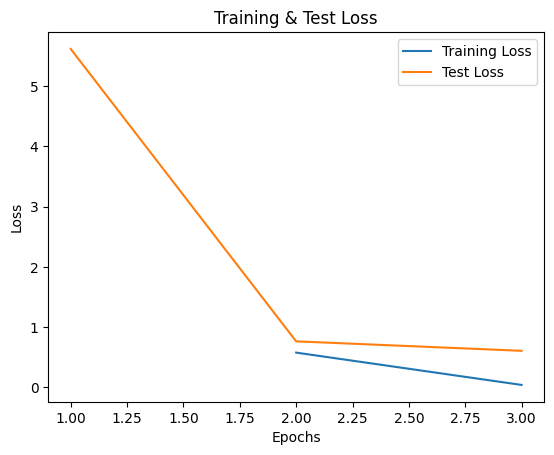 Training & Test Loss
Training Loss
Test Loss
Loss
5
4
3
2
1
0
1.00 1.25 1.50 1.75 2.00 2.25 2.50 2.75 3.00
Epochs